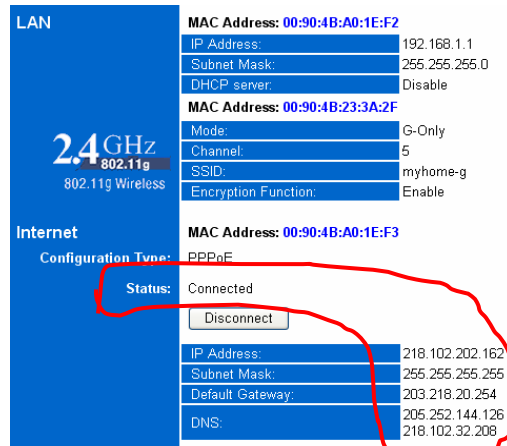 LAN
MAC Address: 00:90:4B:A0:1E:F2
IP Address: 192.168.1.1
Subnet Mask: 255.255.255.0
DHCP server: Disable
MAC Address: 00:90:4B:23:3A:2F
2.4 GHz
802.11g
802.11g Wireless
Mode: G-Only
Channel: 5
SSID: myhome-g
Encryption Function: Enable
Internet
MAC Address: 00:90:4B:A0:1E:F3
Configuration Type: PPPoE
Status: Connected
Disconnect
IP Address: 218.102.202.162
Subnet Mask: 255.255.255.255
Default Gateway: 203.218.20.254
DNS: 205.252.144.126
218.102.32.208